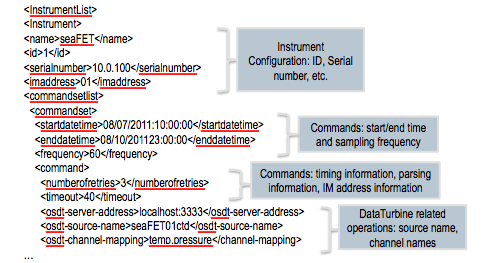 <InstrumentList>
<Instrument>
<name>seaFET</name>
<id>1</id>
<serialnumber>10.0.100</serialnumber>
<imaddress>01</imaddress>
<commandsetlist>
<commandset>
<startdatetime>08/07/2011:10:00:00</startdatetime>
<enddatetime>08/10/201123:00:00</enddatetime>
<frequency>60</frequency>
<command>
<numberofretries>3</numberofretries>
<timeout>40</timeout>
<osdt-server-address>localhost:3333</osdt-server-address>
<osdt-source-name>seaFET01ctd</osdt-source-name>
<osdt-channel-mapping>temp.pressure</channel-mapping>
...
Instrument
Configuration: ID, Serial
number, etc.
Commands: start/end time
and sampling frequency
Commands: timing information, parsing
information, IM address information
DataTurbine related
operations: source name,
channel names